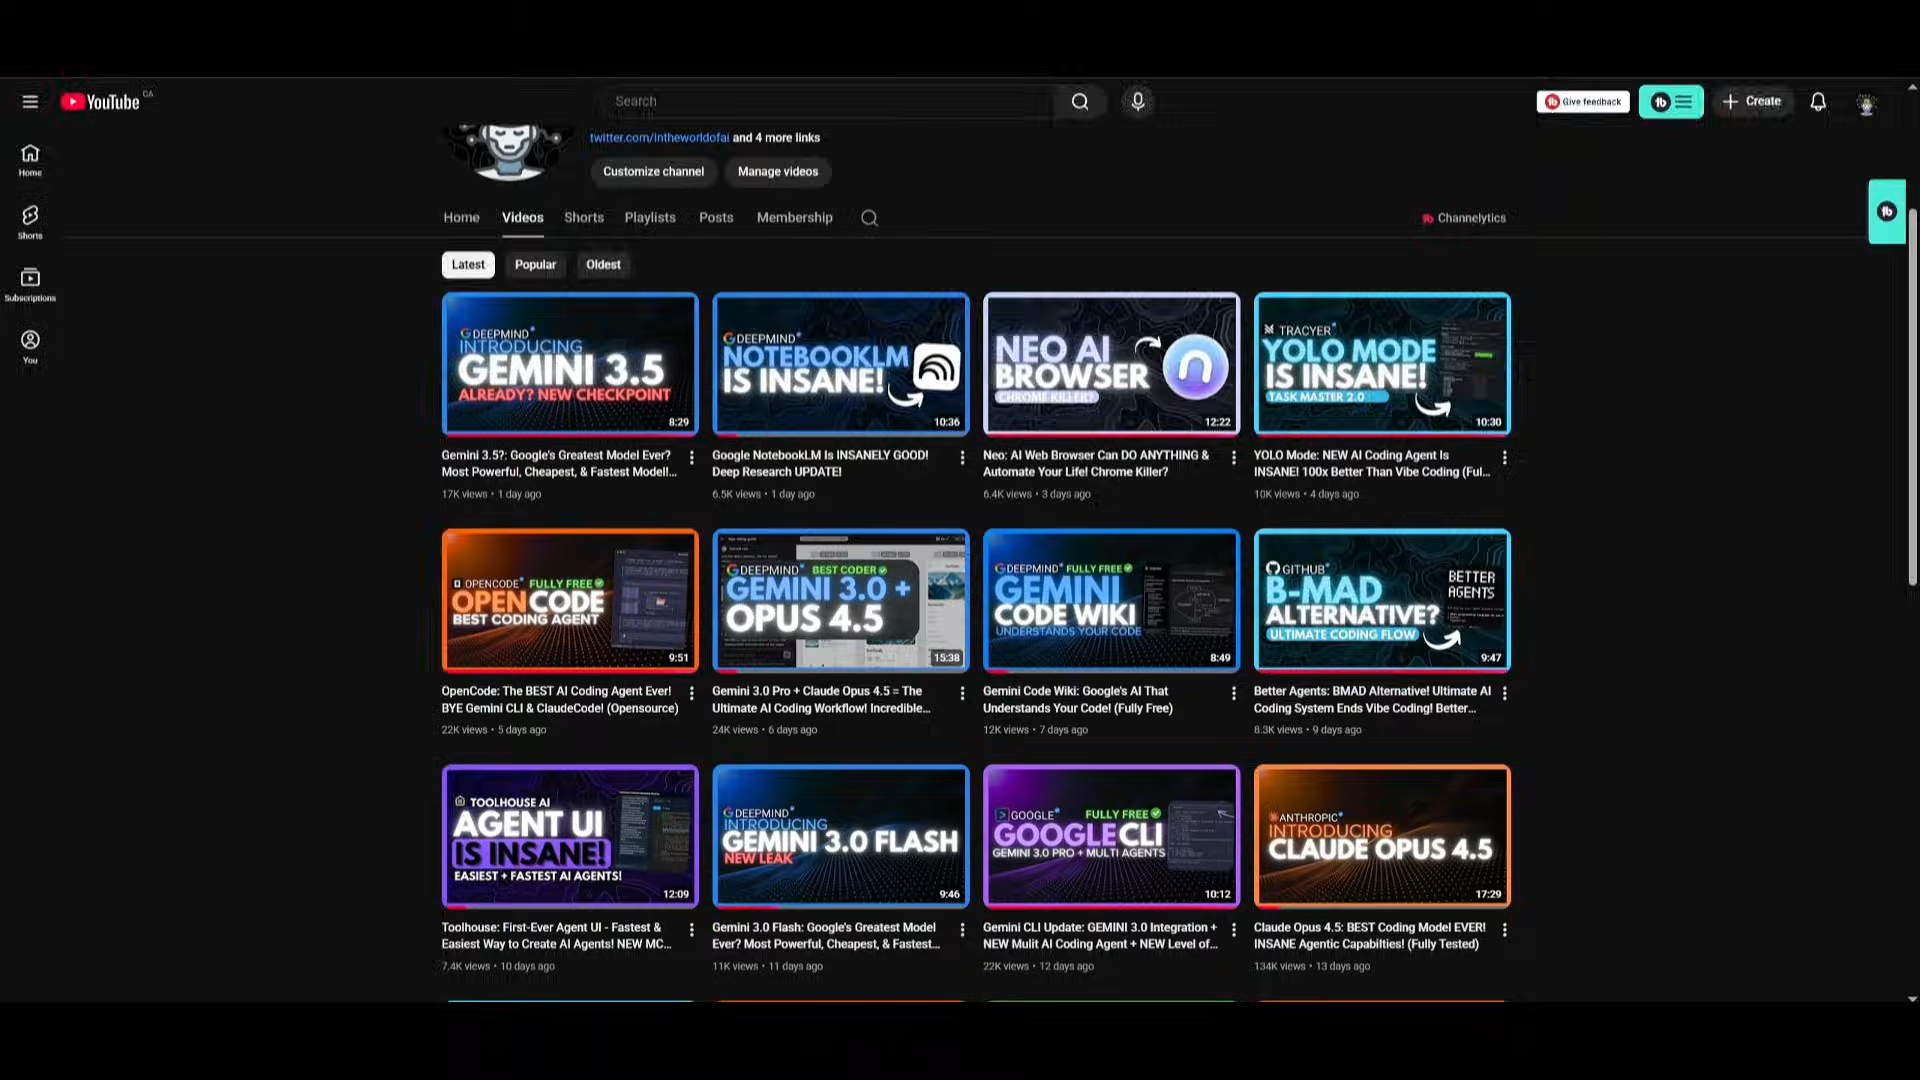 YouTube CA
Search
Give feedback
Create
Home
Shorts
Subscriptions
You
twitter.com/intheworldofai and 4 more links
Customize channel
Manage videos
Home
Videos
Shorts
Playlists
Posts
Membership
Channelytics
Latest
Popular
Oldest
DEEPMIND
INTRODUCING
GEMINI 3.5
ALREADY? NEW CHECKPOINT
8:29
Gemini 3.5?: Google's Greatest Model Ever?
Most Powerful, Cheapest, & Fastest Model!...
17K views • 1 day ago
DEEPMIND
NOTEBOOKLM
IS INSANE!
10:36
Google NotebookLM Is INSANELY GOOD!
Deep Research UPDATE!
6.5K views • 1 day ago
NEO AI
BROWSER
CHROME KILLER?
12:22
Neo: AI Web Browser Can DO ANYTHING &
Automate Your Life! Chrome Killer?
6.4K views • 3 days ago
TRACYER
YOLO MODE
IS INSANE!
TASK MASTER 2.0
10:30
YOLO Mode: NEW AI Coding Agent Is
INSANE! 100x Better Than Vibe Coding (Ful...
10K views • 4 days ago
OPENCODE FULLY FREE
OPENCODE
BEST CODING AGENT
9:51
OpenCode: The BEST AI Coding Agent Ever!
BYE Gemini CLI & ClaudeCode! (Opensource)
22K views • 5 days ago
DEEPMIND BEST CODER
GEMINI 3.0 +
OPUS 4.5
15:38
Gemini 3.0 Pro + Claude Opus 4.5 = The
Ultimate AI Coding Workflow! Incredible...
24K views • 6 days ago
DEEPMIND FULLY FREE
GEMINI
CODE WIKI
UNDERSTANDS YOUR CODE
8:49
Gemini Code Wiki: Google's AI That
Understands Your Code! (Fully Free)
12K views • 7 days ago
GITHUB
B-MAD
ALTERNATIVE?
ULTIMATE CODING FLOW
BETTER
AGENTS
9:47
Better Agents: BMAD Alternative! Ultimate AI
Coding System Ends Vibe Coding! Better...
8.3K views • 9 days ago
TOOLHOUSE AI
AGENT UI
IS INSANE!
EASIEST + FASTEST AI AGENTS!
12:09
Toolhouse: First-Ever Agent UI - Fastest &
Easiest Way to Create AI Agents! NEW MC...
7.4K views • 10 days ago
DEEPMIND
INTRODUCING
GEMINI 3.0 FLASH
NEW LEAK
9:46
Gemini 3.0 Flash: Google's Greatest Model
Ever? Most Powerful, Cheapest, & Fastest...
11K views • 11 days ago
GOOGLE FULLY FREE
GOOGLE CLI
GEMINI 3.0 PRO + MULTI AGENTS
10:12
Gemini CLI Update: GEMINI 3.0 Integration +
NEW Mulit AI Coding Agent + NEW Level of...
22K views • 12 days ago
ANTHROPIC
INTRODUCING
CLAUDE OPUS 4.5
17:29
Claude Opus 4.5: BEST Coding Model EVER!
INSANE Agentic Capabilties! (Fully Tested)
134K views • 13 days ago